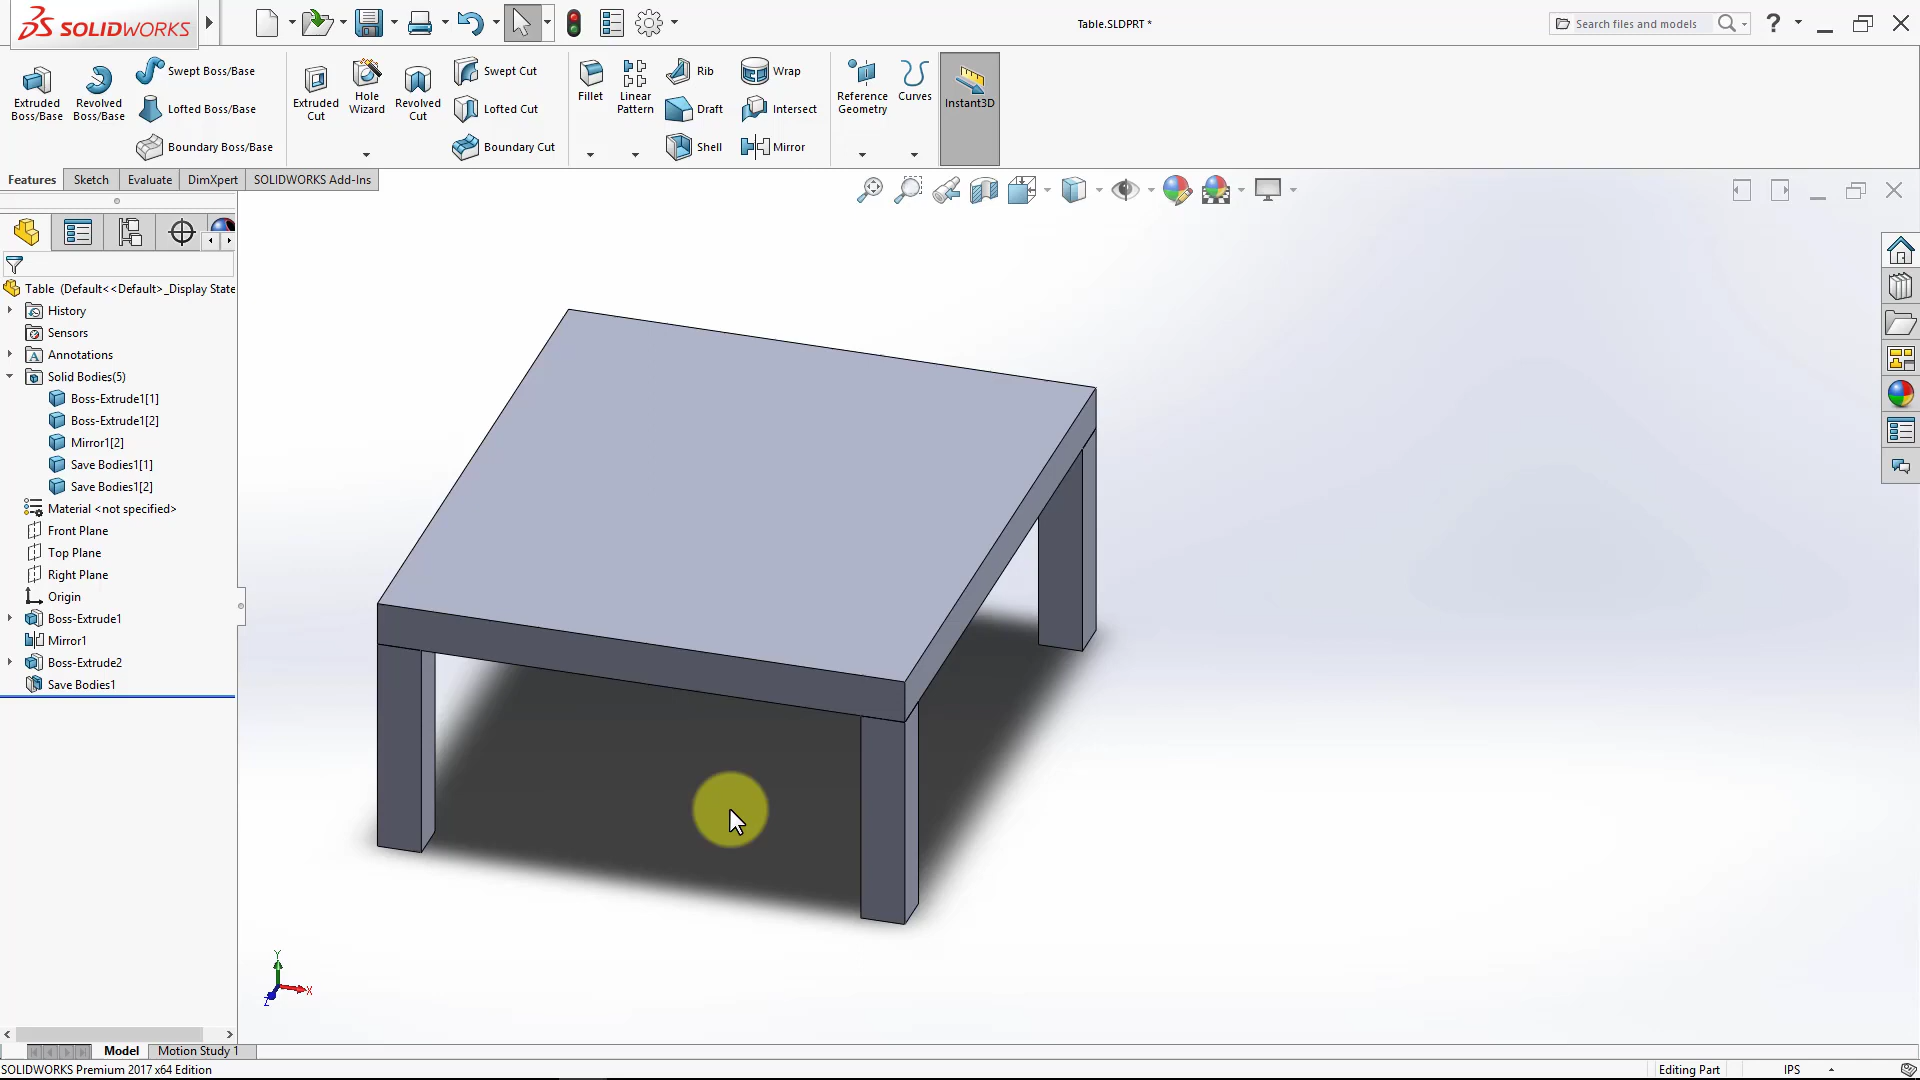 SOLIDWORKS
Table.SLDPRT *
Search files and models
?
Extruded Boss/Base
Revolved Boss/Base
Swept Boss/Base
Lofted Boss/Base
Boundary Boss/Base
Extruded Cut
Hole Wizard
Revolved Cut
Swept Cut
Lofted Cut
Boundary Cut
Fillet
Linear Pattern
Rib
Draft
Shell
Wrap
Intersect
Mirror
Reference Geometry
Curves
Instant3D
Features
Sketch
Evaluate
DimXpert
SOLIDWORKS Add-Ins
Table (Default<<Default>_Display State
History
Sensors
Annotations
Solid Bodies(5)
Boss-Extrude1[1]
Boss-Extrude1[2]
Mirror1[2]
Save Bodies1[1]
Save Bodies1[2]
Material <not specified>
Front Plane
Top Plane
Right Plane
Origin
Boss-Extrude1
Mirror1
Boss-Extrude2
Save Bodies1
Y
X
Z
Model
Motion Study 1
SOLIDWORKS Premium 2017 x64 Edition
Editing Part
IPS